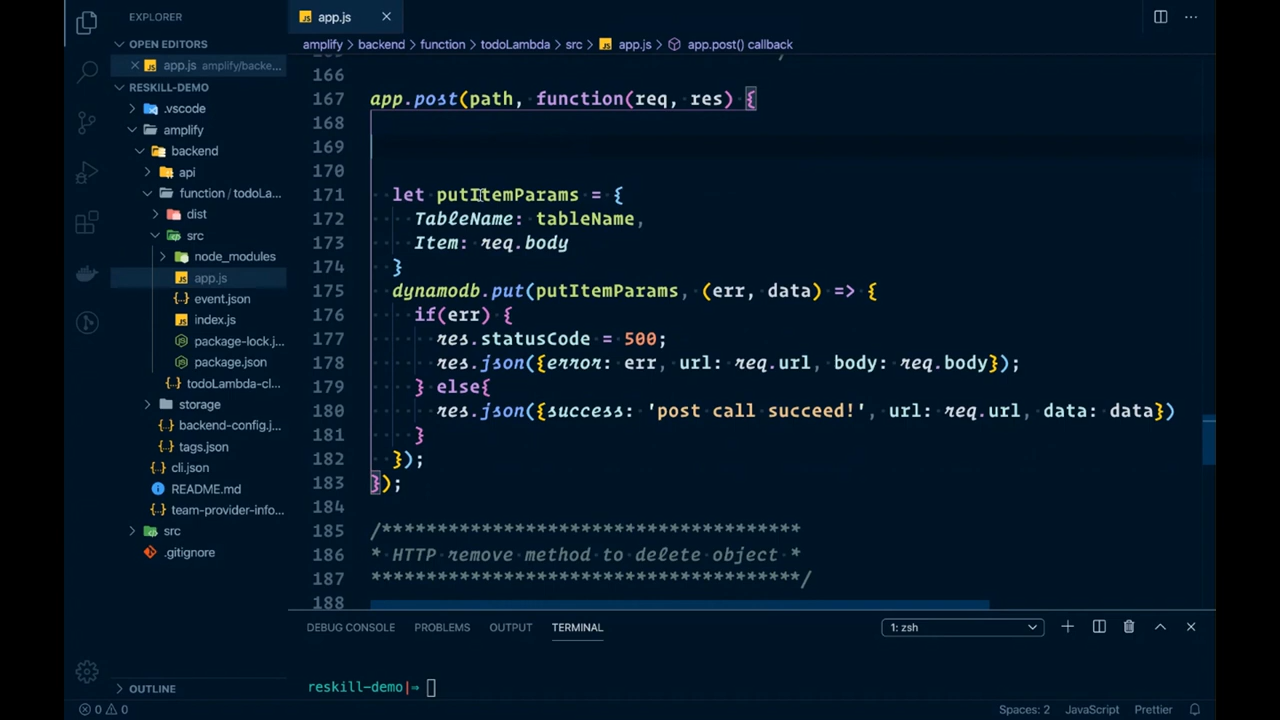 EXPLORER
OPEN EDITORS
app.js amplify/backe...
RESKILL-DEMO
.vscode
amplify
backend
api
function / todoLa...
dist
src
node_modules
app.js
event.json
index.js
package-lock.j...
package.json
todoLambda-cl...
storage
backend-config.j...
tags.json
cli.json
README.md
team-provider-info...
src
.gitignore
OUTLINE
app.js
amplify > backend > function > todoLambda > src > app.js > app.post() callback
166
167 app.post(path, function(req, res) {
168
169
170
171 let putItemParams = {
172 TableName: tableName,
173 Item: req.body
174 }
175 dynamodb.put(putItemParams, (err, data) => {
176 if(err) {
177 res.statusCode = 500;
178 res.json({error: err, url: req.url, body: req.body});
179 } else{
180 res.json({success: 'post call succeed!', url: req.url, data: data})
181 }
182 });
183 });
184
185 /**************************************
186 * HTTP remove method to delete object *
187 ***************************************/
188
DEBUG CONSOLE PROBLEMS OUTPUT TERMINAL 1: zsh
reskill-demo|⇒
0 0 Spaces: 2 JavaScript Prettier